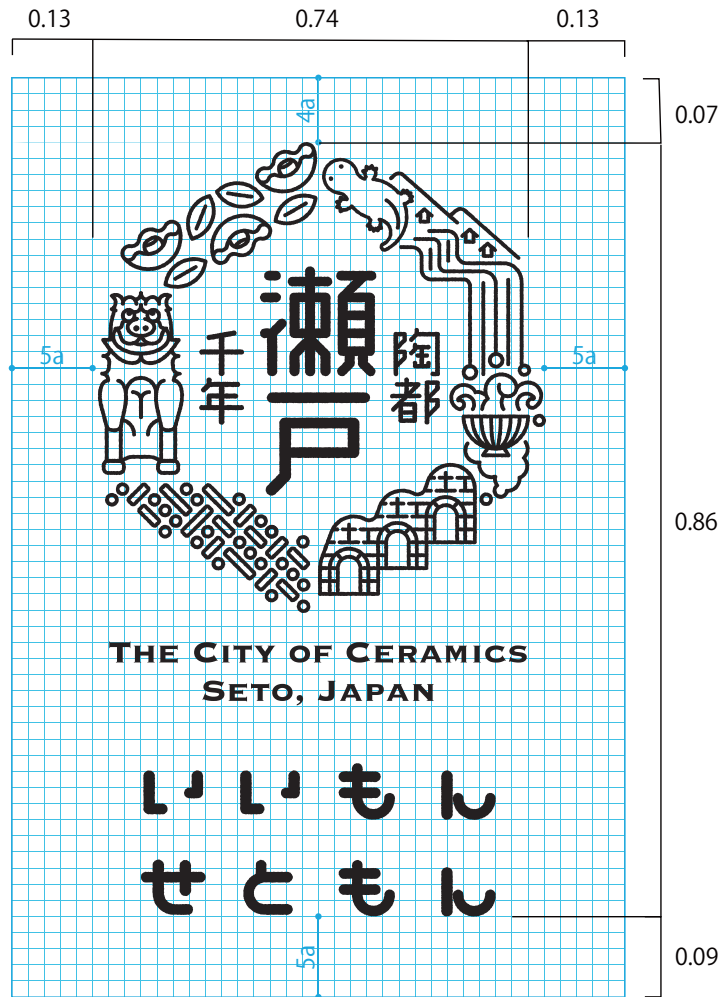 0.13 0.74 0.13
4a
0.07
瀬戸
千年
陶都
5a 5a
0.86
THE CITY OF CERAMICS
SETO, JAPAN
いいもん
せともん
5a
0.09